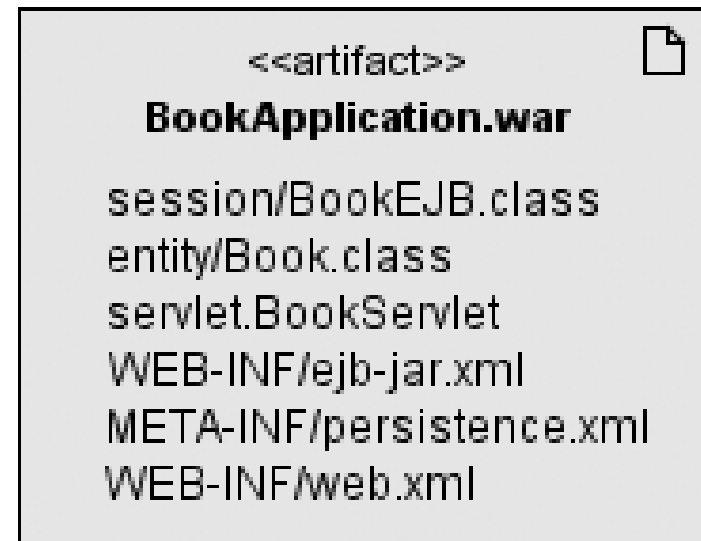 <<artifact>>
BookApplication.war
session/BookEJB.class
entity/Book.class
servlet.BookServlet
WEB-INF/ejb-jar.xml
META-INF/persistence.xml
WEB-INF/web.xml